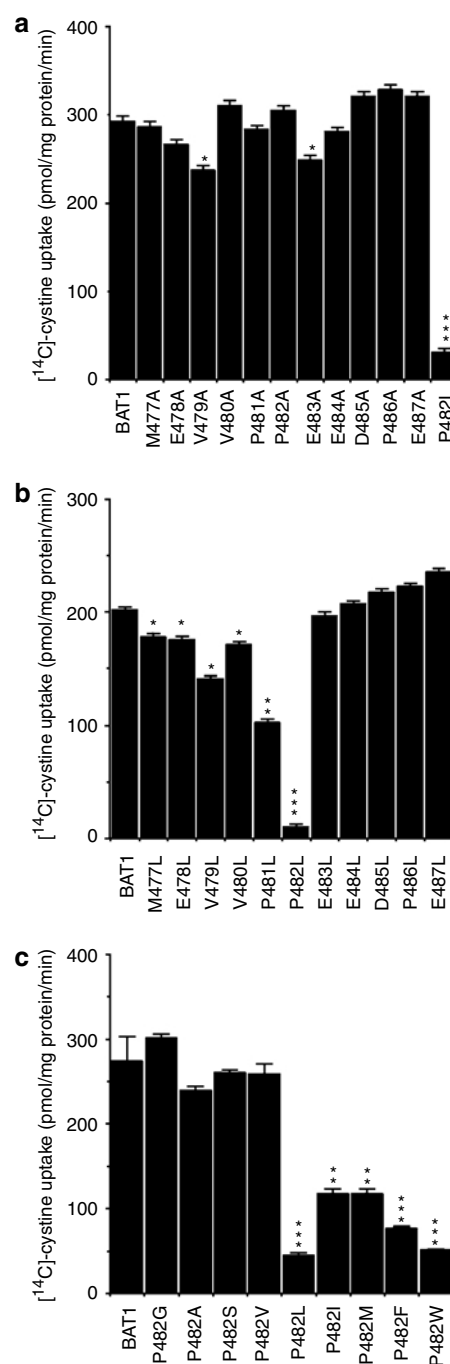 a
[14C]-cystine uptake (pmol/mg protein/min)
400
300
200
100
0
*
*
***
BAT1
M477A
E478A
V479A
V480A
P481A
P482A
E483A
E484A
D485A
P486A
E487A
P482L
b
[14C]-cystine uptake (pmol/mg protein/min)
300
200
100
0
*
*
*
*
**
***
BAT1
M477L
E478L
V479L
V480L
P481L
P482L
E483L
E484L
D485L
P486L
E487L
c
[14C]-cystine uptake (pmol/mg protein/min)
400
300
200
100
0
***
**
**
***
***
BAT1
P482G
P482A
P482S
P482V
P482L
P482I
P482M
P482F
P482W